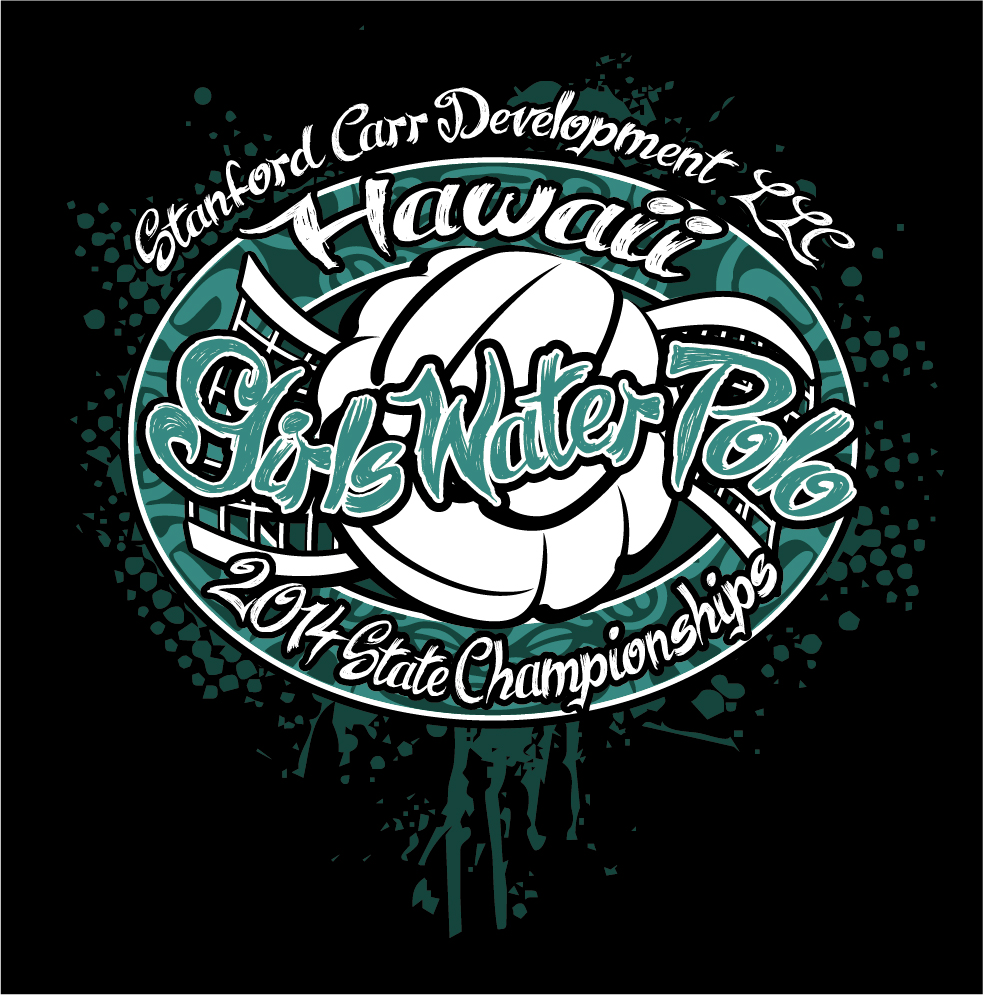 Stanford Carr Development LLC
Hawaii
Girls Water Polo
2014 State Championships